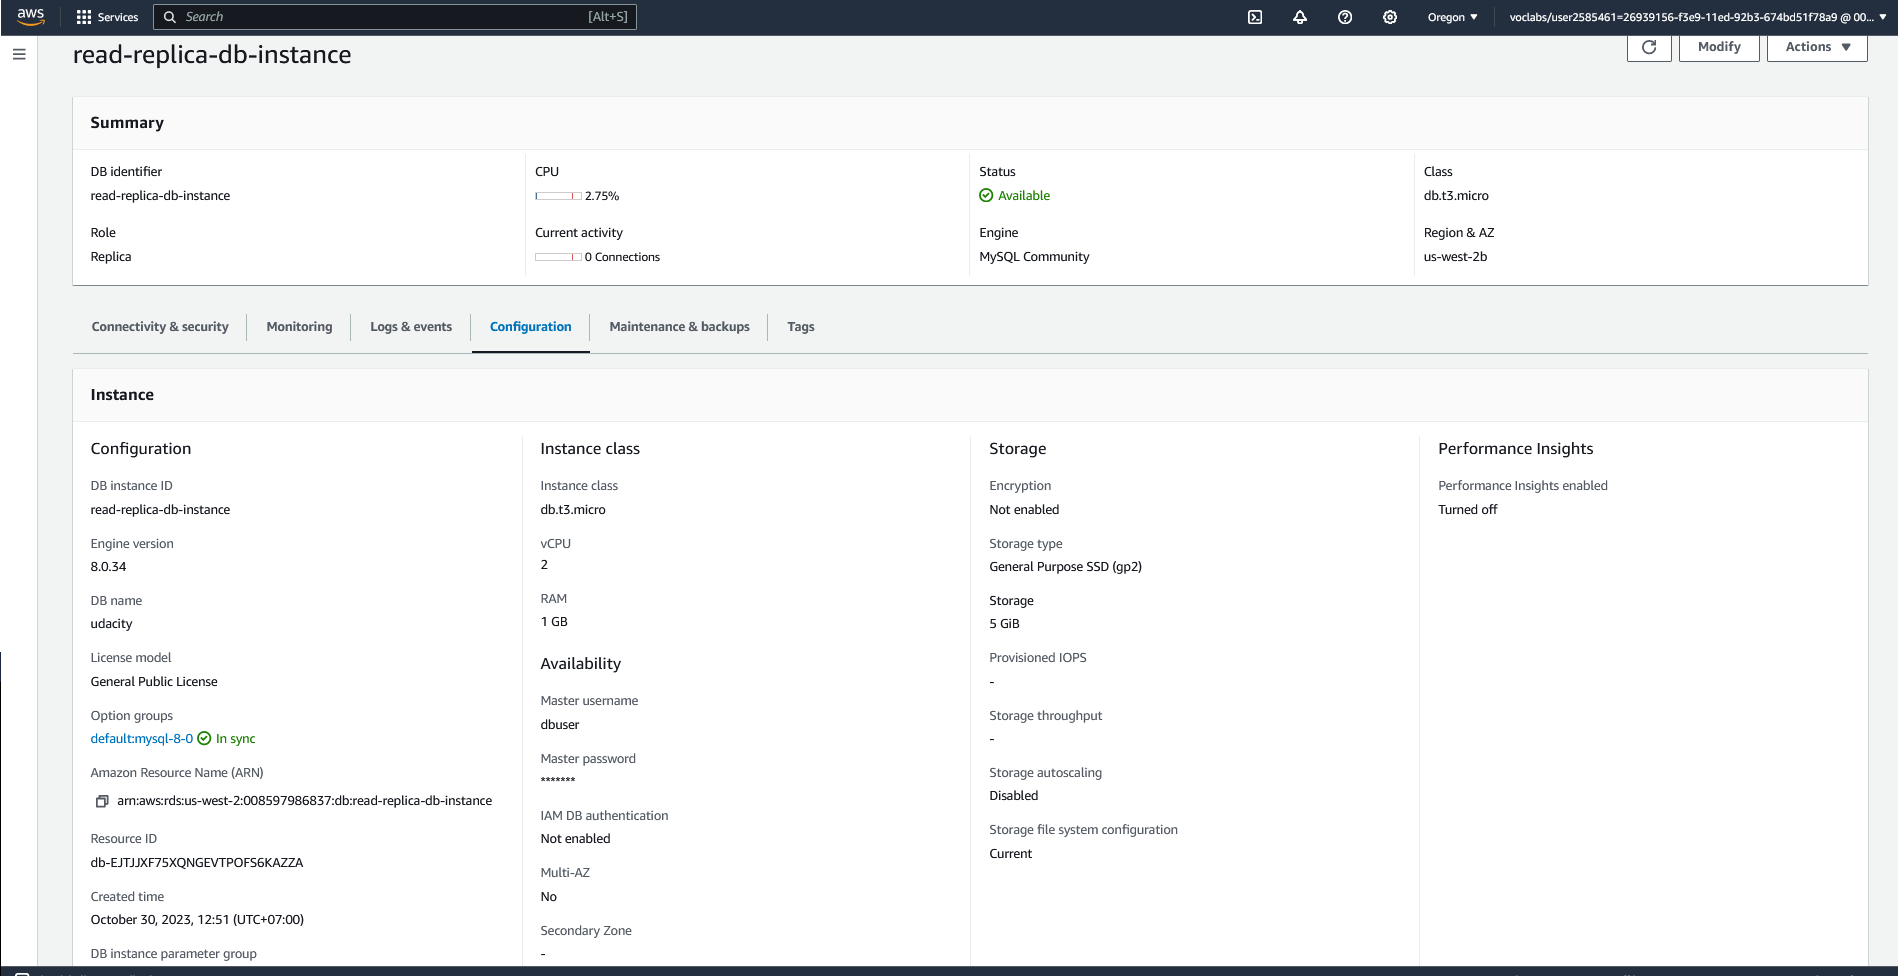 aws
Services
Search [Alt+S]
Oregon ▼
voclabs/user2585461=26939156-f3e9-11ed-92b3-674bd51f78a9 @ 00... ▼
read-replica-db-instance
Modify
Actions ▼
Summary
DB identifier
read-replica-db-instance
CPU
2.75%
Status
Available
Class
db.t3.micro
Role
Replica
Current activity
0 Connections
Engine
MySQL Community
Region & AZ
us-west-2b
Connectivity & security
Monitoring
Logs & events
Configuration
Maintenance & backups
Tags
Instance
Configuration
DB instance ID
read-replica-db-instance
Engine version
8.0.34
DB name
udacity
License model
General Public License
Option groups
default:mysql-8-0 In sync
Amazon Resource Name (ARN)
arn:aws:rds:us-west-2:008597986837:db:read-replica-db-instance
Resource ID
db-EJTJJXF75XQNGEVTPOFS6KAZZA
Created time
October 30, 2023, 12:51 (UTC+07:00)
DB instance parameter group
Instance class
Instance class
db.t3.micro
vCPU
2
RAM
1 GB
Availability
Master username
dbuser
Master password
*******
IAM DB authentication
Not enabled
Multi-AZ
No
Secondary Zone
-
Storage
Encryption
Not enabled
Storage type
General Purpose SSD (gp2)
Storage
5 GiB
Provisioned IOPS
-
Storage throughput
-
Storage autoscaling
Disabled
Storage file system configuration
Current
Performance Insights
Performance Insights enabled
Turned off